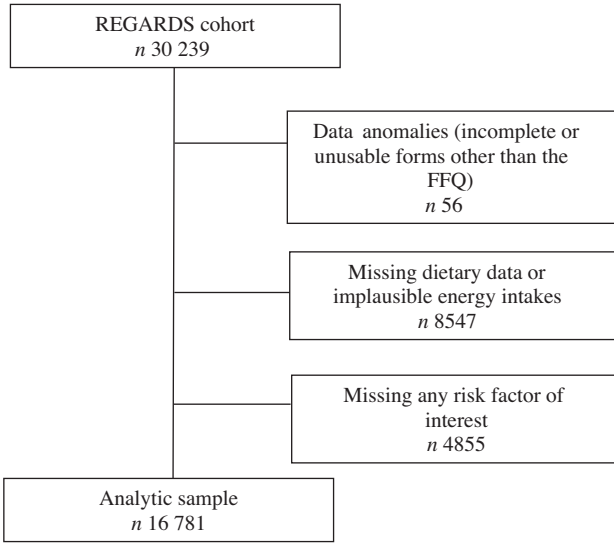 REGARDS cohort
n 30 239
Data anomalies (incomplete or
unusable forms other than the
FFQ)
n 56
Missing dietary data or
implausible energy intakes
n 8547
Missing any risk factor of
interest
n 4855
Analytic sample
n 16 781